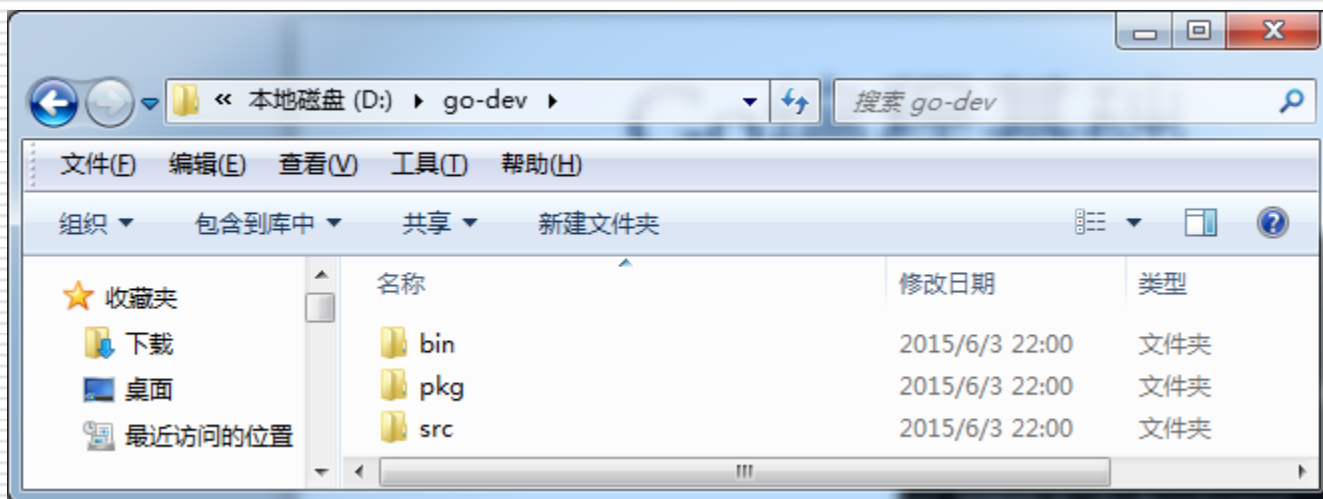 « 本地磁盘 (D:) ▸ go-dev ▸ 搜索 go-dev
文件(F) 编辑(E) 查看(V) 工具(T) 帮助(H)
组织 ▼ 包含到库中 ▼ 共享 ▼ 新建文件夹
收藏夹
下载
桌面
最近访问的位置
名称 修改日期 类型
bin 2015/6/3 22:00 文件夹
pkg 2015/6/3 22:00 文件夹
src 2015/6/3 22:00 文件夹